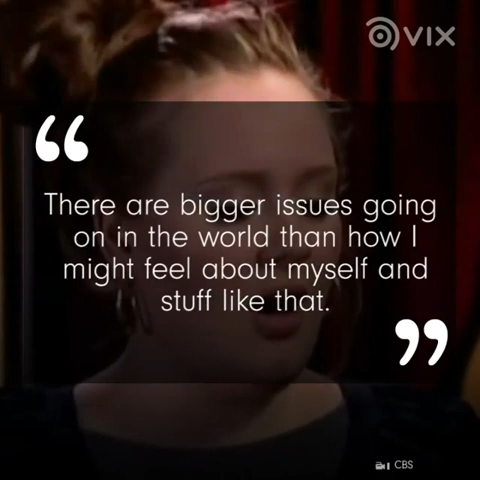 VIX
“
There are bigger issues going
on in the world than how I
might feel about myself and
stuff like that.
”
CBS